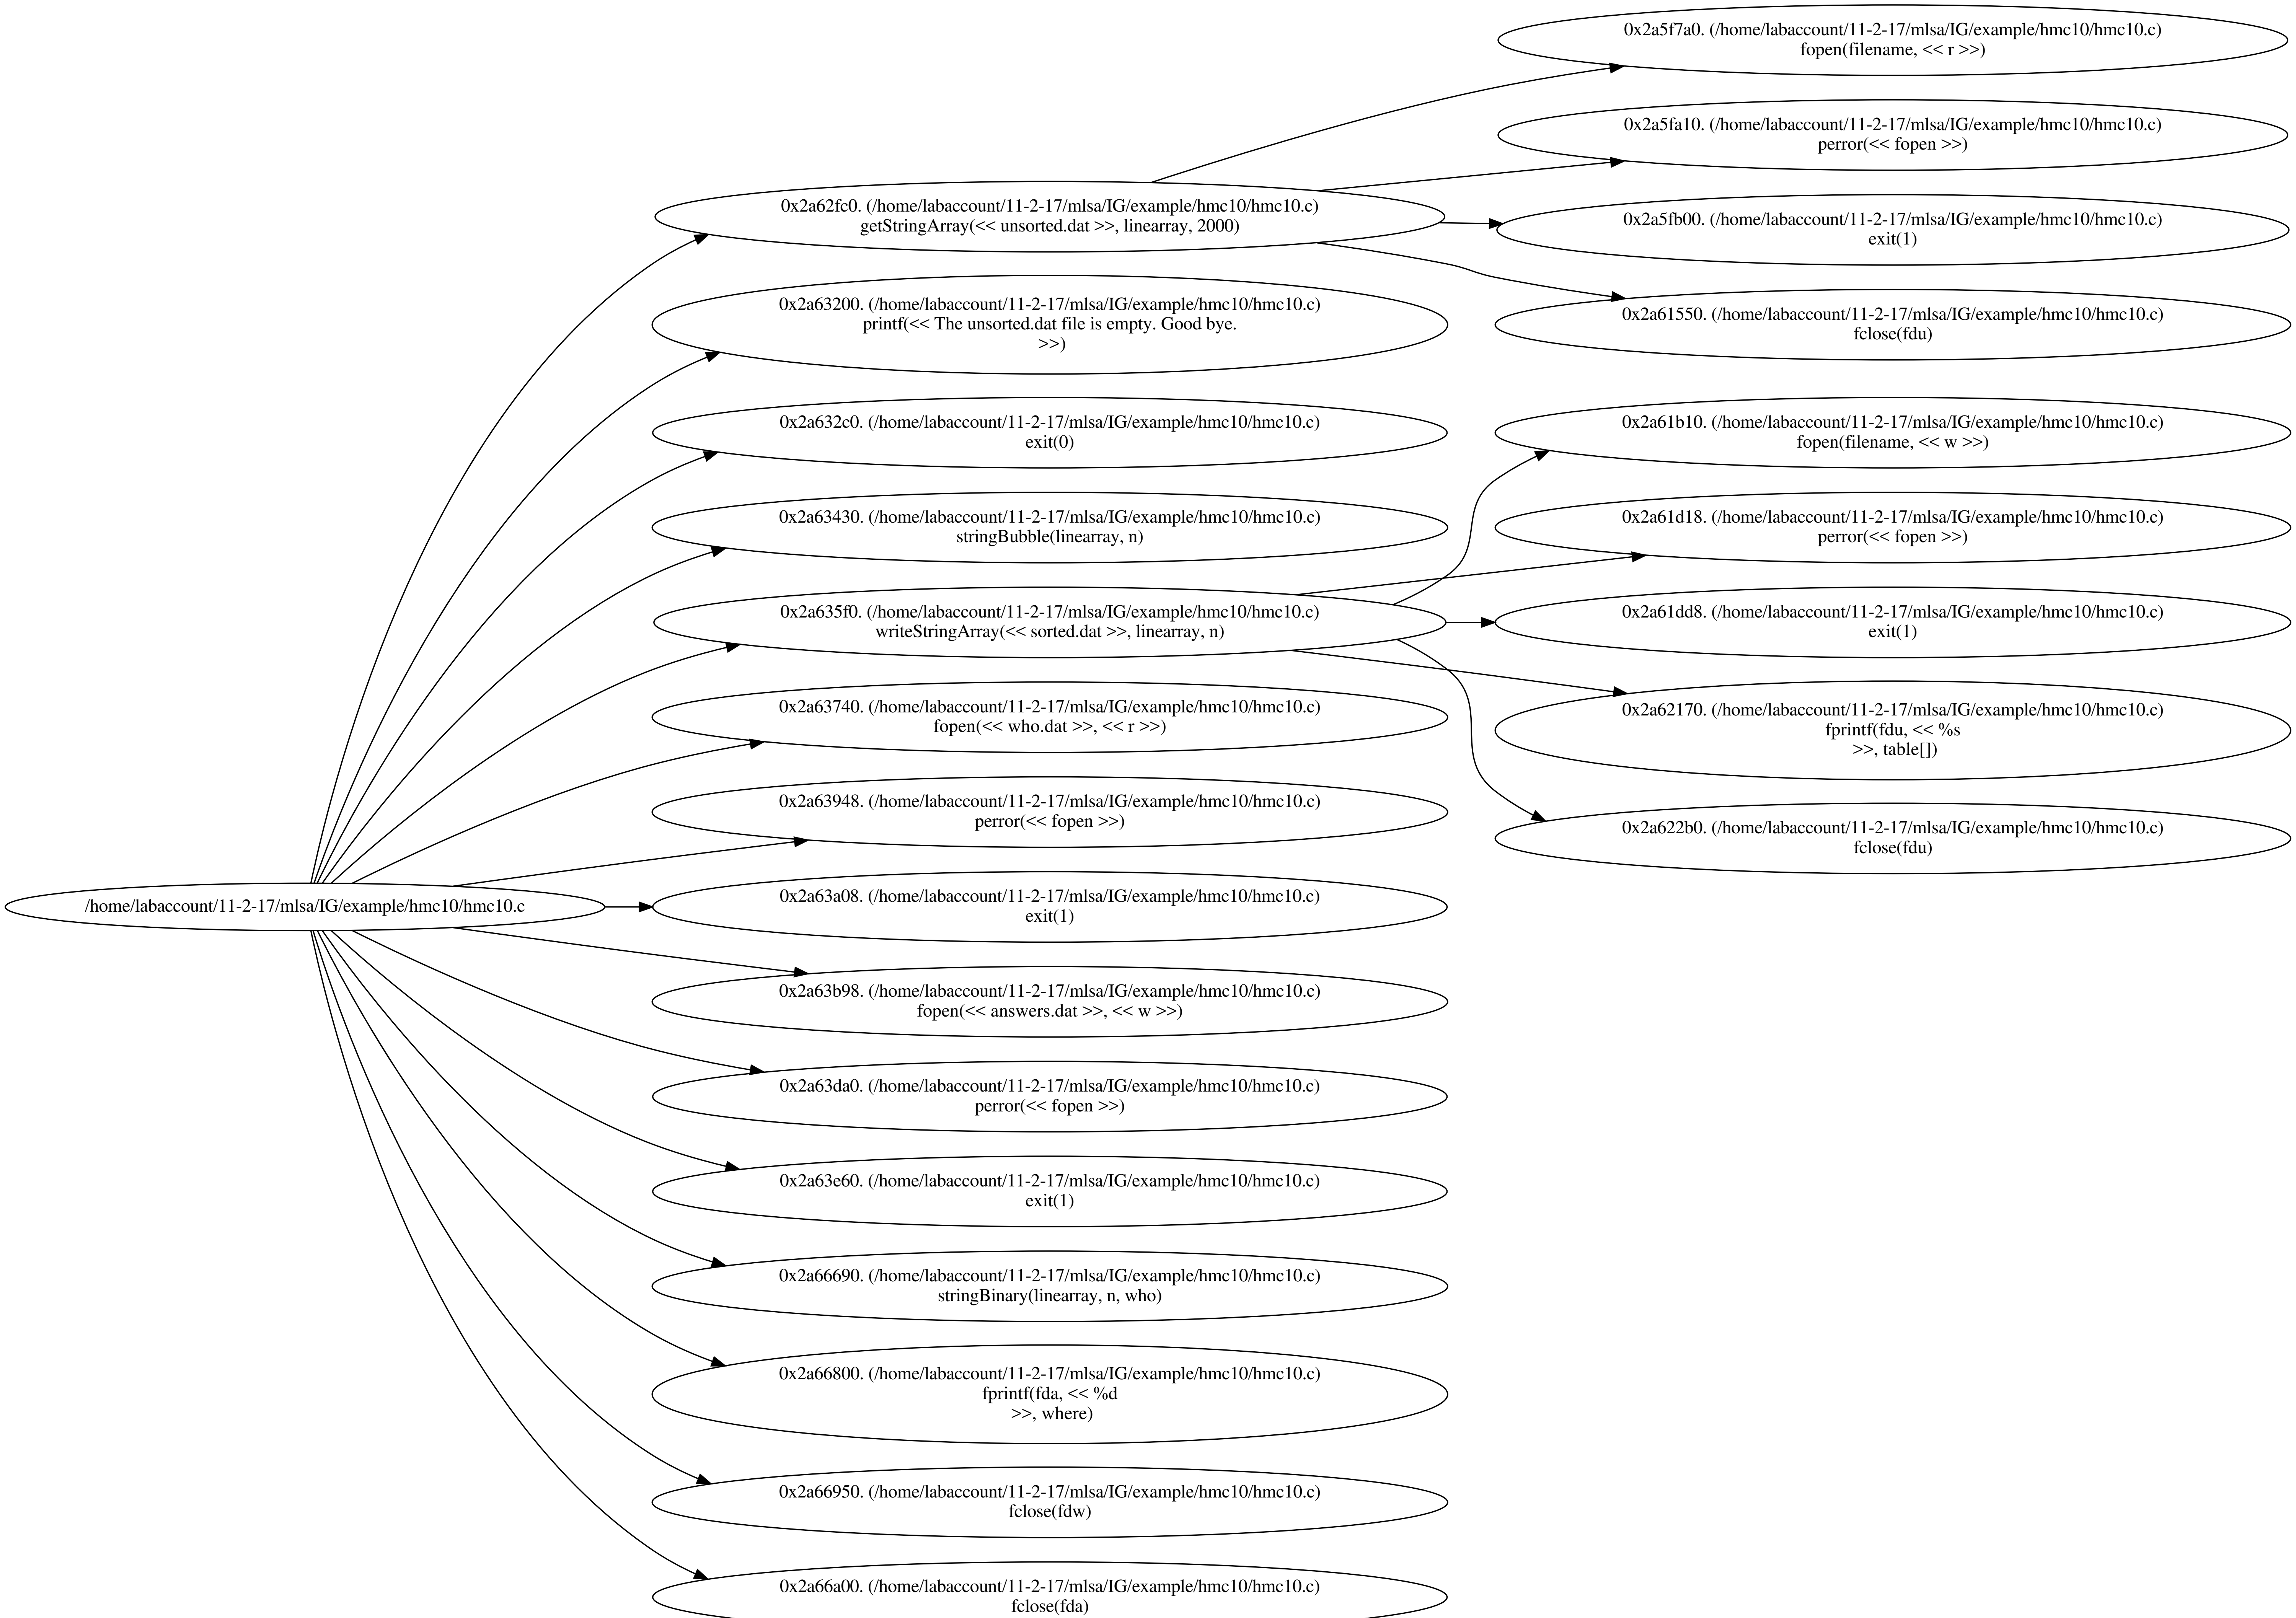 /home/labaccount/11-2-17/mlsa/IG/example/hmc10/hmc10.c
0x2a62fc0. (/home/labaccount/11-2-17/mlsa/IG/example/hmc10/hmc10.c)
getStringArray(<< unsorted.dat >>, linearray, 2000)
0x2a63200. (/home/labaccount/11-2-17/mlsa/IG/example/hmc10/hmc10.c)
printf(<< The unsorted.dat file is empty. Good bye.
>>)
0x2a632c0. (/home/labaccount/11-2-17/mlsa/IG/example/hmc10/hmc10.c)
exit(0)
0x2a63430. (/home/labaccount/11-2-17/mlsa/IG/example/hmc10/hmc10.c)
stringBubble(linearray, n)
0x2a635f0. (/home/labaccount/11-2-17/mlsa/IG/example/hmc10/hmc10.c)
writeStringArray(<< sorted.dat >>, linearray, n)
0x2a63740. (/home/labaccount/11-2-17/mlsa/IG/example/hmc10/hmc10.c)
fopen(<< who.dat >>, << r >>)
0x2a63948. (/home/labaccount/11-2-17/mlsa/IG/example/hmc10/hmc10.c)
perror(<< fopen >>)
0x2a63a08. (/home/labaccount/11-2-17/mlsa/IG/example/hmc10/hmc10.c)
exit(1)
0x2a63b98. (/home/labaccount/11-2-17/mlsa/IG/example/hmc10/hmc10.c)
fopen(<< answers.dat >>, << w >>)
0x2a63da0. (/home/labaccount/11-2-17/mlsa/IG/example/hmc10/hmc10.c)
perror(<< fopen >>)
0x2a63e60. (/home/labaccount/11-2-17/mlsa/IG/example/hmc10/hmc10.c)
exit(1)
0x2a66690. (/home/labaccount/11-2-17/mlsa/IG/example/hmc10/hmc10.c)
stringBinary(linearray, n, who)
0x2a66800. (/home/labaccount/11-2-17/mlsa/IG/example/hmc10/hmc10.c)
fprintf(fda, << %d
>>, where)
0x2a66950. (/home/labaccount/11-2-17/mlsa/IG/example/hmc10/hmc10.c)
fclose(fdw)
0x2a66a00. (/home/labaccount/11-2-17/mlsa/IG/example/hmc10/hmc10.c)
fclose(fda)
0x2a5f7a0. (/home/labaccount/11-2-17/mlsa/IG/example/hmc10/hmc10.c)
fopen(filename, << r >>)
0x2a5fa10. (/home/labaccount/11-2-17/mlsa/IG/example/hmc10/hmc10.c)
perror(<< fopen >>)
0x2a5fb00. (/home/labaccount/11-2-17/mlsa/IG/example/hmc10/hmc10.c)
exit(1)
0x2a61550. (/home/labaccount/11-2-17/mlsa/IG/example/hmc10/hmc10.c)
fclose(fdu)
0x2a61b10. (/home/labaccount/11-2-17/mlsa/IG/example/hmc10/hmc10.c)
fopen(filename, << w >>)
0x2a61d18. (/home/labaccount/11-2-17/mlsa/IG/example/hmc10/hmc10.c)
perror(<< fopen >>)
0x2a61dd8. (/home/labaccount/11-2-17/mlsa/IG/example/hmc10/hmc10.c)
exit(1)
0x2a62170. (/home/labaccount/11-2-17/mlsa/IG/example/hmc10/hmc10.c)
fprintf(fdu, << %s
>>, table[])
0x2a622b0. (/home/labaccount/11-2-17/mlsa/IG/example/hmc10/hmc10.c)
fclose(fdu)